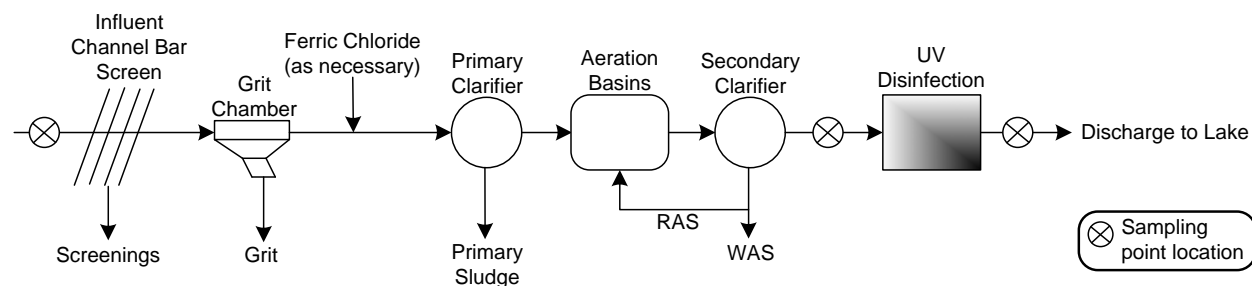 Influent
Channel Bar
Screen
Grit
Chamber
Ferric Chloride
(as necessary)
Primary
Clarifier
Aeration
Basins
Secondary
Clarifier
UV
Disinfection
Discharge to Lake
Screenings
Grit
Primary
Sludge
RAS
WAS
Sampling
point location